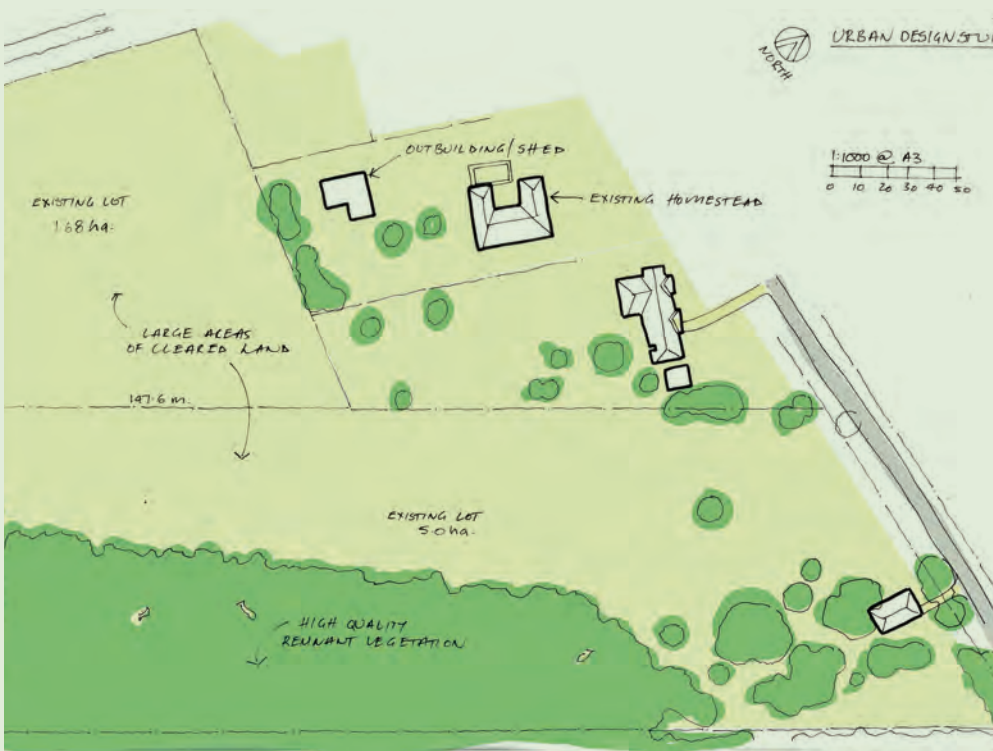 URBAN DESIGN STU
NORTH
1:1000 @ A3
0 10 20 30 40 50
OUTBUILDING/SHED
EXISTING HOMESTEAD
EXISTING LOT
1.68 ha.
LARGE AREAS
OF CLEARED LAND
147.6 m.
EXISTING LOT
5.0 ha.
HIGH QUALITY
REMNANT VEGETATION